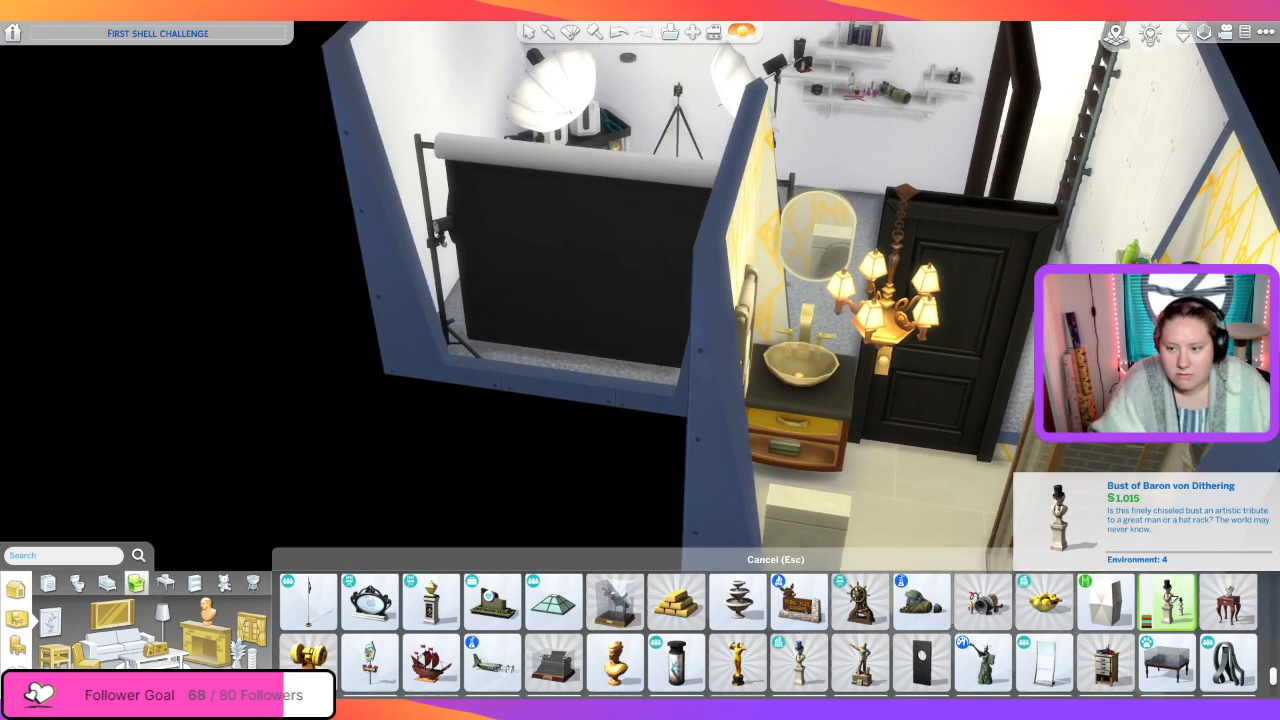 FIRST SHELL CHALLENGE
Bust of Baron von Dithering
§1,015
Is this finely chiseled bust an artistic tribute
to a great man or a hat rack? The world may
never know.
Environment: 4
Cancel (Esc)
Search
Follower Goal 68 / 80 Followers